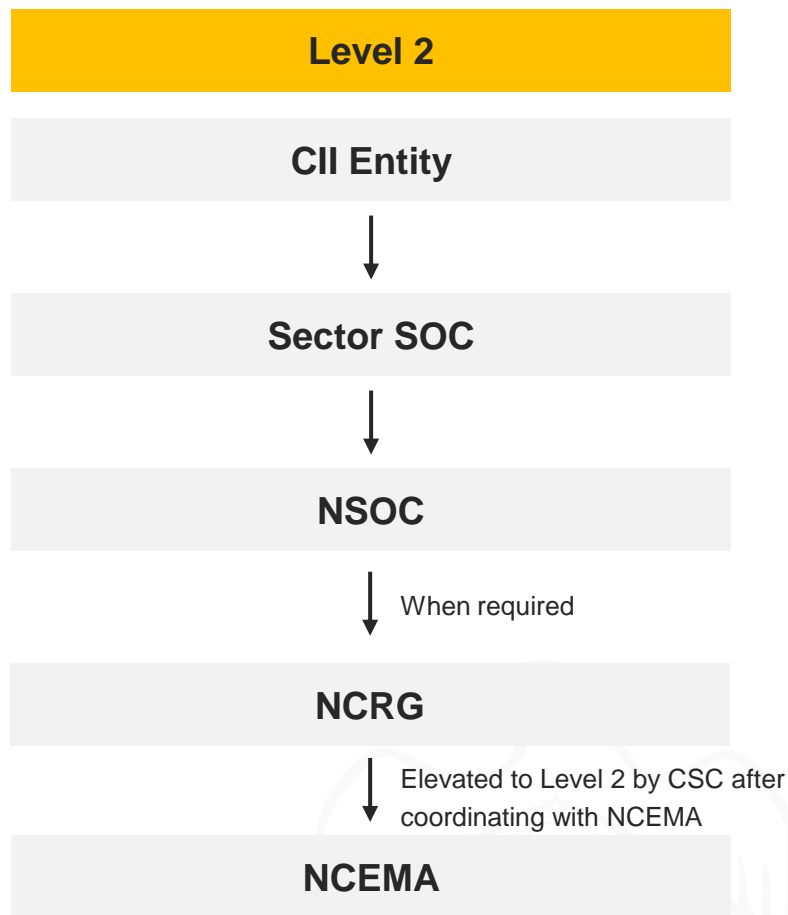 Level 2
CII Entity
Sector SOC
NSOC
When required
NCRG
Elevated to Level 2 by CSC after
coordinating with NCEMA
NCEMA